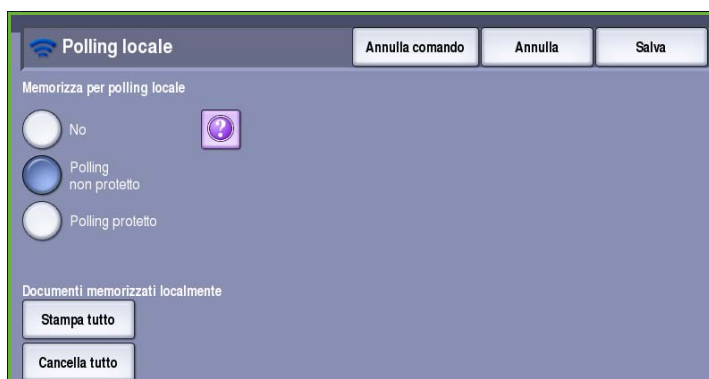 Polling locale
Annulla comando
Annulla
Salva
Memorizza per polling locale
No
?
Polling
non protetto
Polling protetto
Documenti memorizzati localmente
Stampa tutto
Cancella tutto